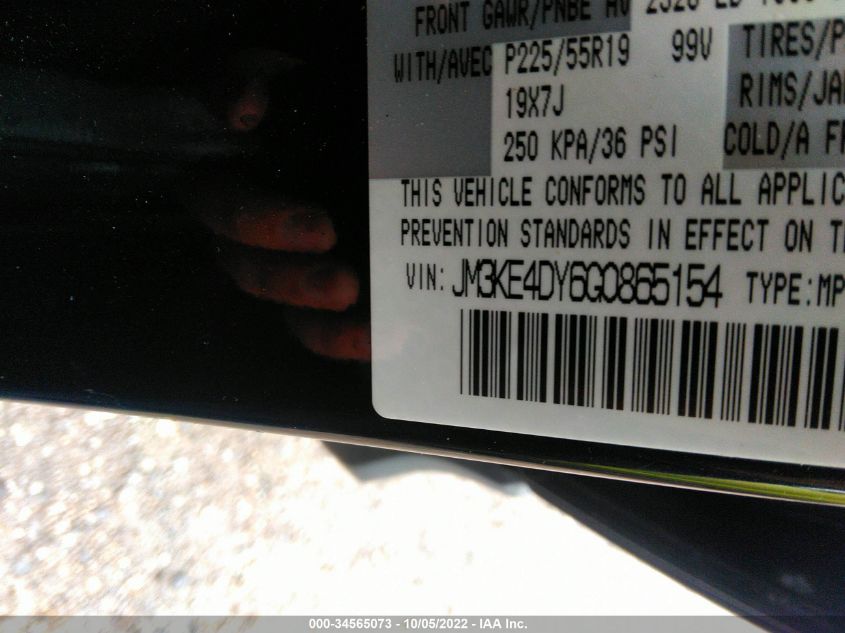 FRONT GAWR/PNBE AV 2326 LB
WITH/AVEC P225/55R19 99V TIRES/P
19X7J RIMS/JA
250 KPA/36 PSI COLD/A F
THIS VEHICLE CONFORMS TO ALL APPLIC
PREVENTION STANDARDS IN EFFECT ON T
VIN: JM3KE4DY6G0865154 TYPE:MP
000-34565073 - 10/05/2022 - IAA Inc.